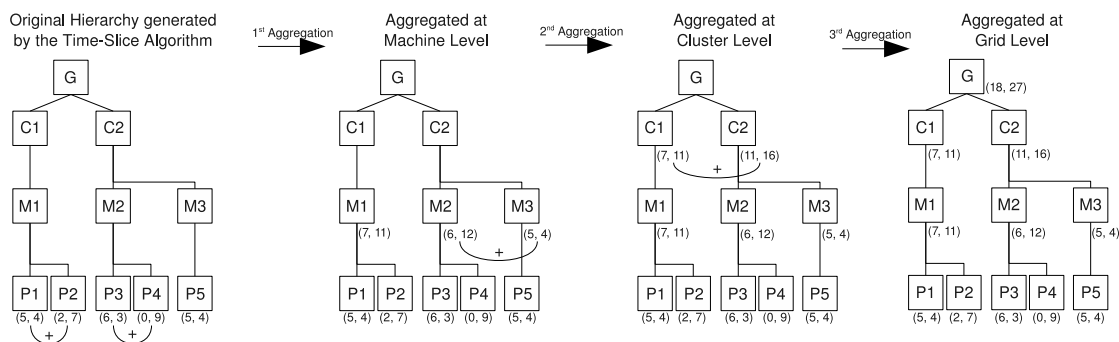 Original Hierarchy generated
by the Time-Slice Algorithm
1st Aggregation
Aggregated at
Machine Level
2nd Aggregation
Aggregated at
Cluster Level
3rd Aggregation
Aggregated at
Grid Level
G
C1 C2
M1 M2 M3
P1 P2 P3 P4 P5
(5, 4) (2, 7) (6, 3) (0, 9) (5, 4)
+ +
G
C1 C2
M1 M2 M3
(7, 11) (6, 12) (5, 4)
+
P1 P2 P3 P4 P5
(5, 4) (2, 7) (6, 3) (0, 9) (5, 4)
G
C1 C2
(7, 11) (11, 16)
+
M1 M2 M3
(7, 11) (6, 12) (5, 4)
P1 P2 P3 P4 P5
(5, 4) (2, 7) (6, 3) (0, 9) (5, 4)
G
(18, 27)
C1 C2
(7, 11) (11, 16)
M1 M2 M3
(7, 11) (6, 12) (5, 4)
P1 P2 P3 P4 P5
(5, 4) (2, 7) (6, 3) (0, 9) (5, 4)